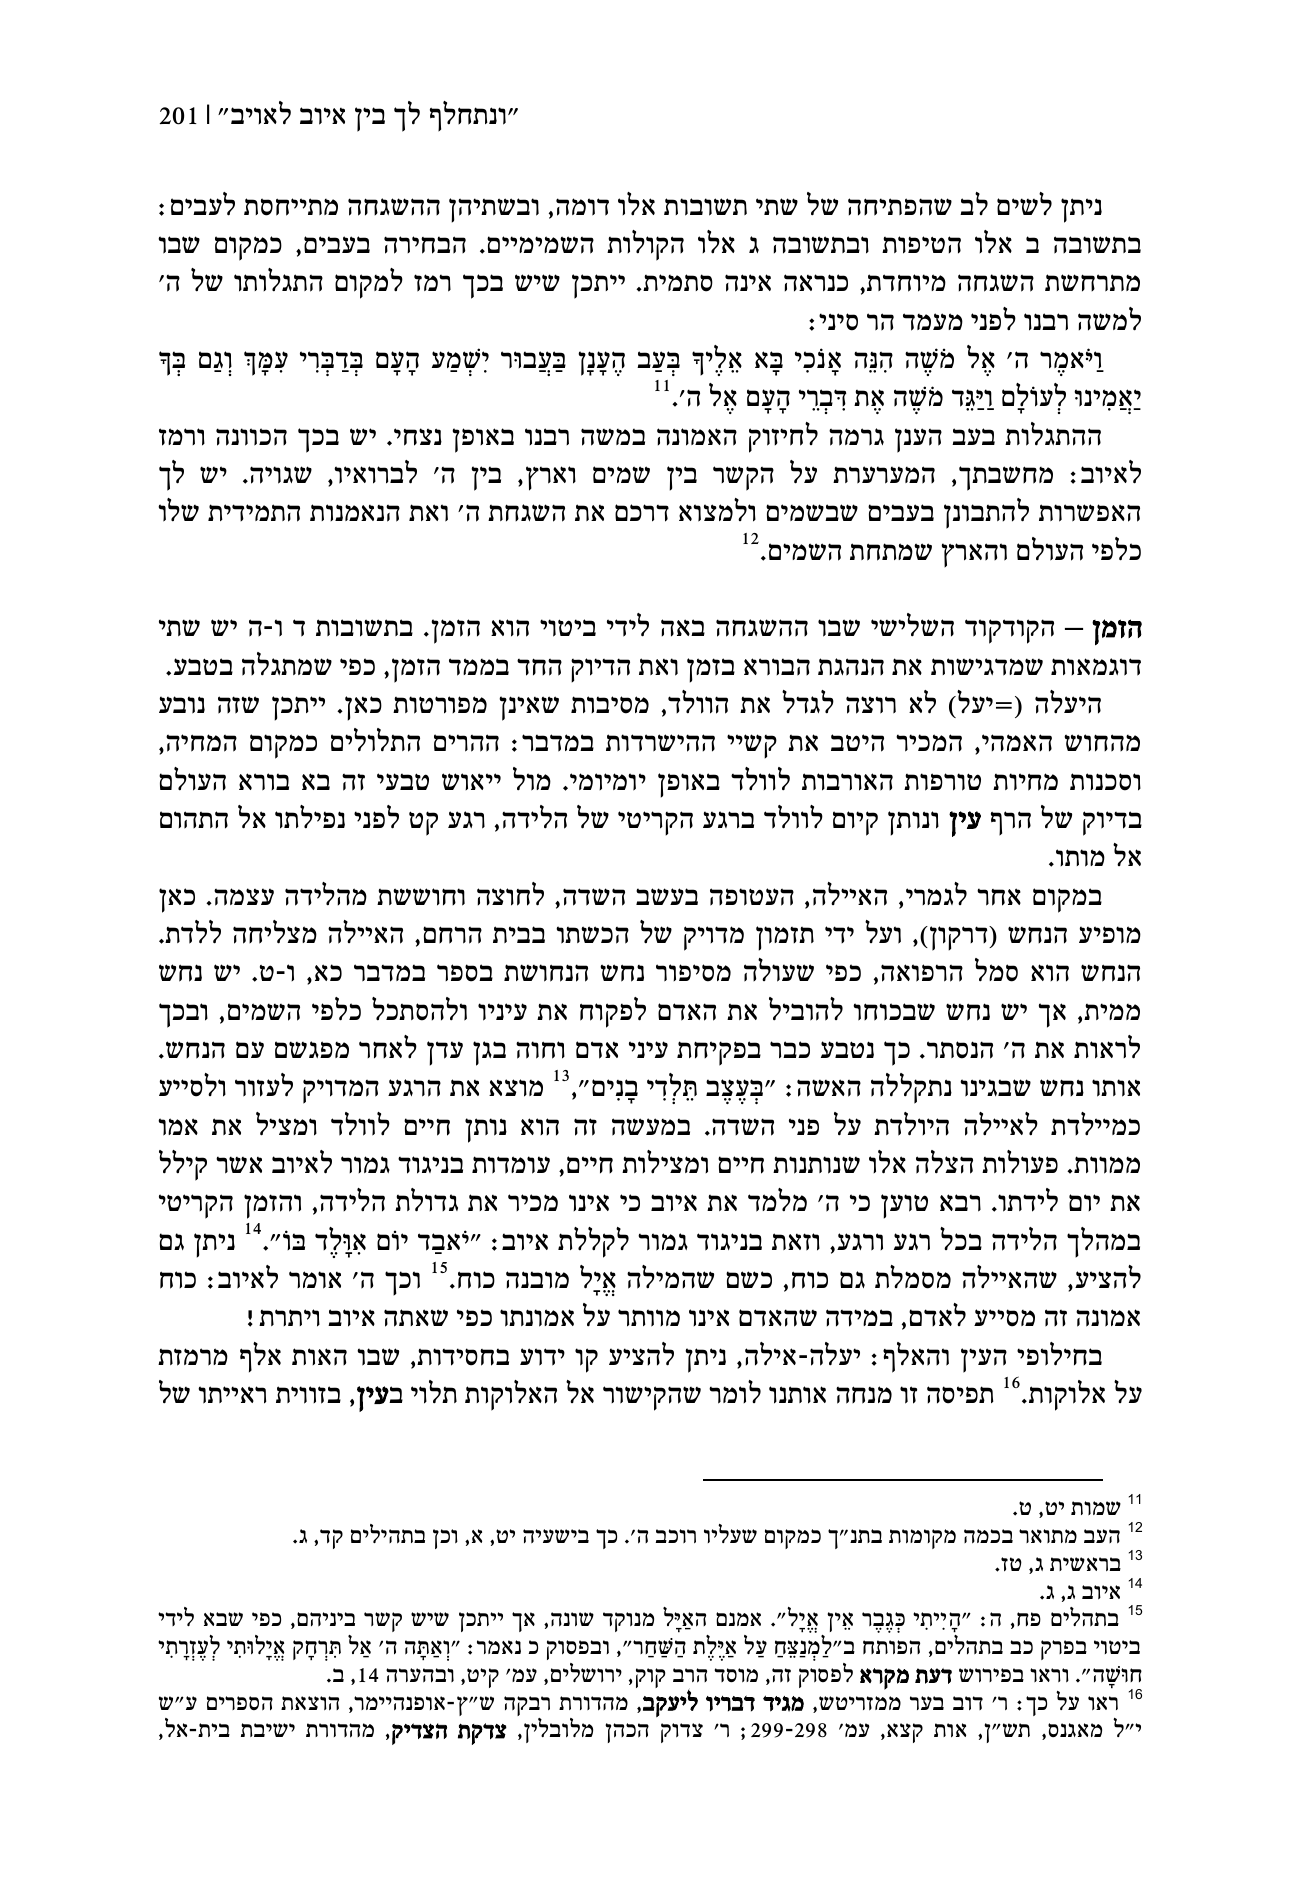 "ונתחלף לך בין איוב לאויב" | 201
ניתן לשים לב שהפתיחה של שתי תשובות אלו דומה, ובשתיהן ההשגחה מתייחסת לעבים:
בתשובה ב אלו הטיפות ובתשובה ג אלו הקולות השמימיים. הבחירה בעבים, כמקום שבו
מתרחשת השגחה מיוחדת, כנראה אינה סתמית. ייתכן שיש בכך רמז למקום התגלותו של ה'
למשה רבנו לפני מעמד הר סיני:
וַיֹּאמֶר ה' אֶל מֹשֶׁה הִנֵּה אָנֹכִי בָּא אֵלֶיךָ בְּעַב הֶעָנָן בַּעֲבוּר יִשְׁמַע הָעָם בְּדַבְּרִי עִמָּךְ וְגַם בְּךָ
יַאֲמִינוּ לְעוֹלָם וַיַּגֵּד מֹשֶׁה אֶת דִּבְרֵי הָעָם אֶל ה'.11
ההתגלות בעב הענן גרמה לחיזוק האמונה במשה רבנו באופן נצחי. יש בכך הכוונה ורמז
לאיוב: מחשבתך, המערערת על הקשר בין שמים וארץ, בין ה' לברואיו, שגויה. יש לך
האפשרות להתבונן בעבים שבשמים ולמצוא דרכם את השגחת ה' ואת הנאמנות התמידית שלו
כלפי העולם והארץ שמתחת השמים.12
הזמן – הקודקוד השלישי שבו ההשגחה באה לידי ביטוי הוא הזמן. בתשובות ד ו-ה יש שתי
דוגמאות שמדגישות את הנהגת הבורא בזמן ואת הדיוק החד בממד הזמן, כפי שמתגלה בטבע.
היעלה (=יעל) לא רוצה לגדל את הוולד, מסיבות שאינן מפורטות כאן. ייתכן שזה נובע
מהחוש האמהי, המכיר היטב את קשיי ההישרדות במדבר: ההרים התלולים כמקום המחיה,
וסכנות מחיות טורפות האורבות לוולד באופן יומיומי. מול ייאוש טבעי זה בא בורא העולם
בדיוק של הרף עין ונותן קיום לוולד ברגע הקריטי של הלידה, רגע קט לפני נפילתו אל התהום
אל מותו.
במקום אחר לגמרי, האיילה, העטופה בעשב השדה, לחוצה וחוששת מהלידה עצמה. כאן
מופיע הנחש (דרקון), ועל ידי תזמון מדויק של הכשתו בבית הרחם, האיילה מצליחה ללדת.
הנחש הוא סמל הרפואה, כפי שעולה מסיפור נחש הנחושת בספר במדבר כא, ו-ט. יש נחש
ממית, אך יש נחש שבכוחו להוביל את האדם לפקוח את עיניו ולהסתכל כלפי השמים, ובכך
לראות את ה' הנסתר. כך נטבע כבר בפקיחת עיני אדם וחוה בגן עדן לאחר מפגשם עם הנחש.
אותו נחש שבגינו נתקללה האשה: "בְּעֶצֶב תֵּלְדִי בָנִים",13 מוצא את הרגע המדויק לעזור ולסייע
כמיילדת לאיילה היולדת על פני השדה. במעשה זה הוא נותן חיים לוולד ומציל את אמו
ממוות. פעולות הצלה אלו שנותנות חיים ומצילות חיים, עומדות בניגוד גמור לאיוב אשר קילל
את יום לידתו. רבא טוען כי ה' מלמד את איוב כי אינו מכיר את גדולת הלידה, והזמן הקריטי
במהלך הלידה בכל רגע ורגע, וזאת בניגוד גמור לקללת איוב: "יֹאבַד יוֹם אִוָּלֶד בּוֹ".14 ניתן גם
להציע, שהאיילה מסמלת גם כוח, כשם שהמילה אֱיָל מובנה כוח.15 וכך ה' אומר לאיוב: כוח
אמונה זה מסייע לאדם, במידה שהאדם אינו מוותר על אמונתו כפי שאתה איוב ויתרת!
בחילופי העין והאלף: יעלה-אילה, ניתן להציע קו ידוע בחסידות, שבו האות אלף מרמזת
על אלוקות.16 תפיסה זו מנחה אותנו לומר שהקישור אל האלוקות תלוי בעין, בזווית ראייתו של
11 שמות יט, ט.
12 העב מתואר בכמה מקומות בתנ"ך כמקום שעליו רוכב ה'. כך בישעיה יט, א, וכן בתהילים קד, ג.
13 בראשית ג, טז.
14 איוב ג, ג.
15 בתהלים פח, ה: "הָיִיתִי כְּגֶבֶר אֵין אֱיָל". אמנם האַיָּל מנוקד שונה, אך ייתכן שיש קשר ביניהם, כפי שבא לידי
ביטוי בפרק כב בתהלים, הפותח ב"לַמְנַצֵּחַ עַל אַיֶּלֶת הַשַּׁחַר", ובפסוק כ נאמר: "וְאַתָּה ה' אַל תִּרְחָק אֱיָלוּתִי לְעֶזְרָתִי
חוּשָׁה". וראו בפירוש דעת מקרא לפסוק זה, מוסד הרב קוק, ירושלים, עמ' קיט, ובהערה 14, ב.
16 ראו על כך: ר' דוב בער ממזריטש, מגיד דבריו ליעקב, מהדורת רבקה ש"ץ-אופנהיימר, הוצאת הספרים ע"ש
י"ל מאגנס, תש"ן, אות קצא, עמ' 299-298; ר' צדוק הכהן מלובלין, צדקת הצדיק, מהדורת ישיבת בית-אל,